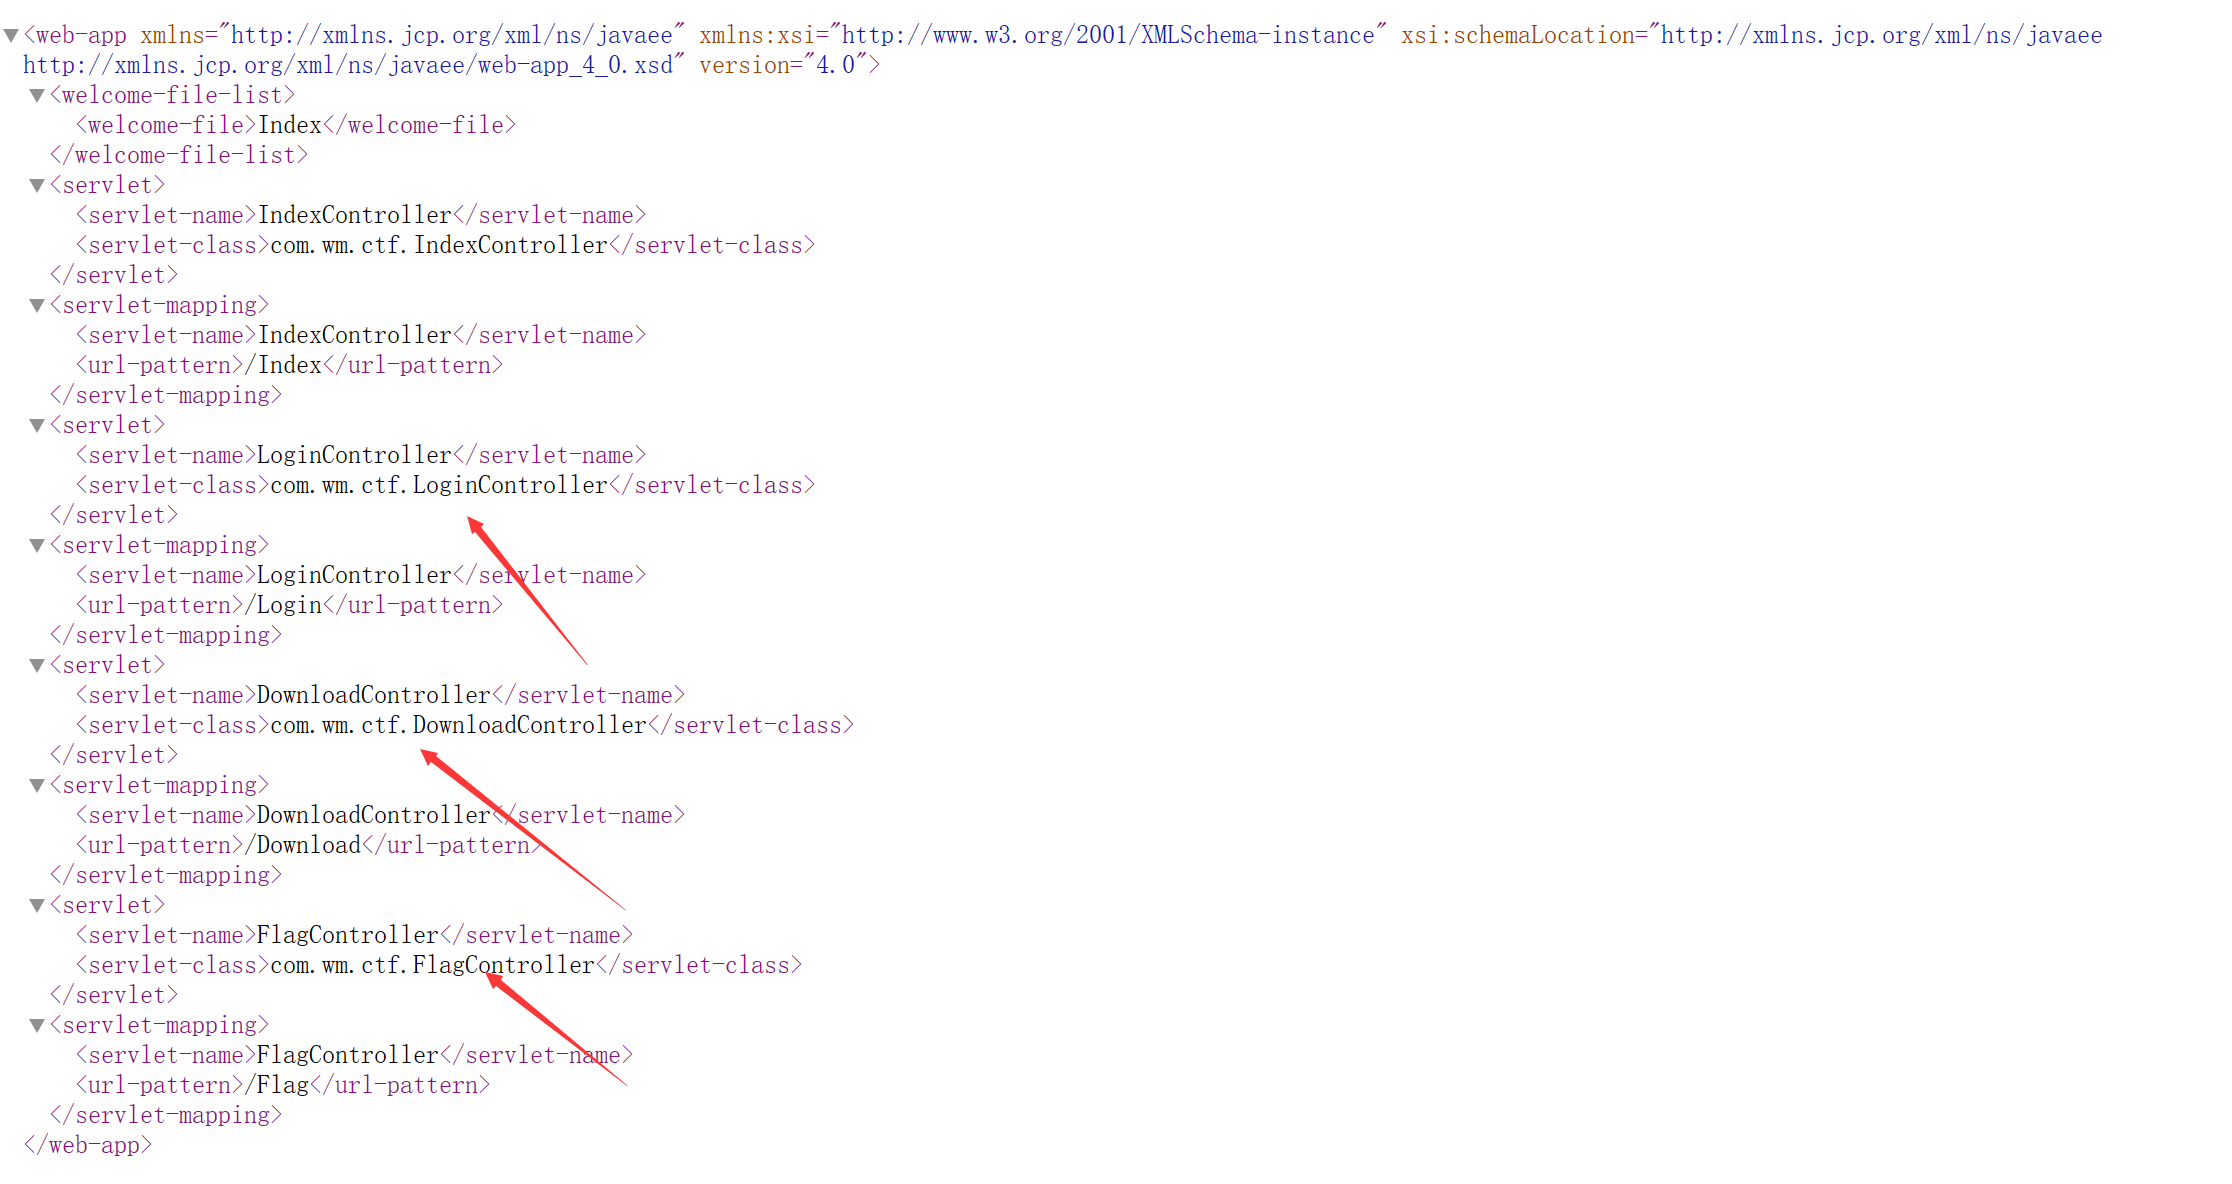 <web-app xmlns="http://xmlns.jcp.org/xml/ns/javaee" xmlns:xsi="http://www.w3.org/2001/XMLSchema-instance" xsi:schemaLocation="http://xmlns.jcp.org/xml/ns/javaee
http://xmlns.jcp.org/xml/ns/javaee/web-app_4_0.xsd" version="4.0">
<welcome-file-list>
<welcome-file>Index</welcome-file>
</welcome-file-list>
<servlet>
<servlet-name>IndexController</servlet-name>
<servlet-class>com.wm.ctf.IndexController</servlet-class>
</servlet>
<servlet-mapping>
<servlet-name>IndexController</servlet-name>
<url-pattern>/Index</url-pattern>
</servlet-mapping>
<servlet>
<servlet-name>LoginController</servlet-name>
<servlet-class>com.wm.ctf.LoginController</servlet-class>
</servlet>
<servlet-mapping>
<servlet-name>LoginController</servlet-name>
<url-pattern>/Login</url-pattern>
</servlet-mapping>
<servlet>
<servlet-name>DownloadController</servlet-name>
<servlet-class>com.wm.ctf.DownloadController</servlet-class>
</servlet>
<servlet-mapping>
<servlet-name>DownloadController</servlet-name>
<url-pattern>/Download</url-pattern>
</servlet-mapping>
<servlet>
<servlet-name>FlagController</servlet-name>
<servlet-class>com.wm.ctf.FlagController</servlet-class>
</servlet>
<servlet-mapping>
<servlet-name>FlagController</servlet-name>
<url-pattern>/Flag</url-pattern>
</servlet-mapping>
</web-app>